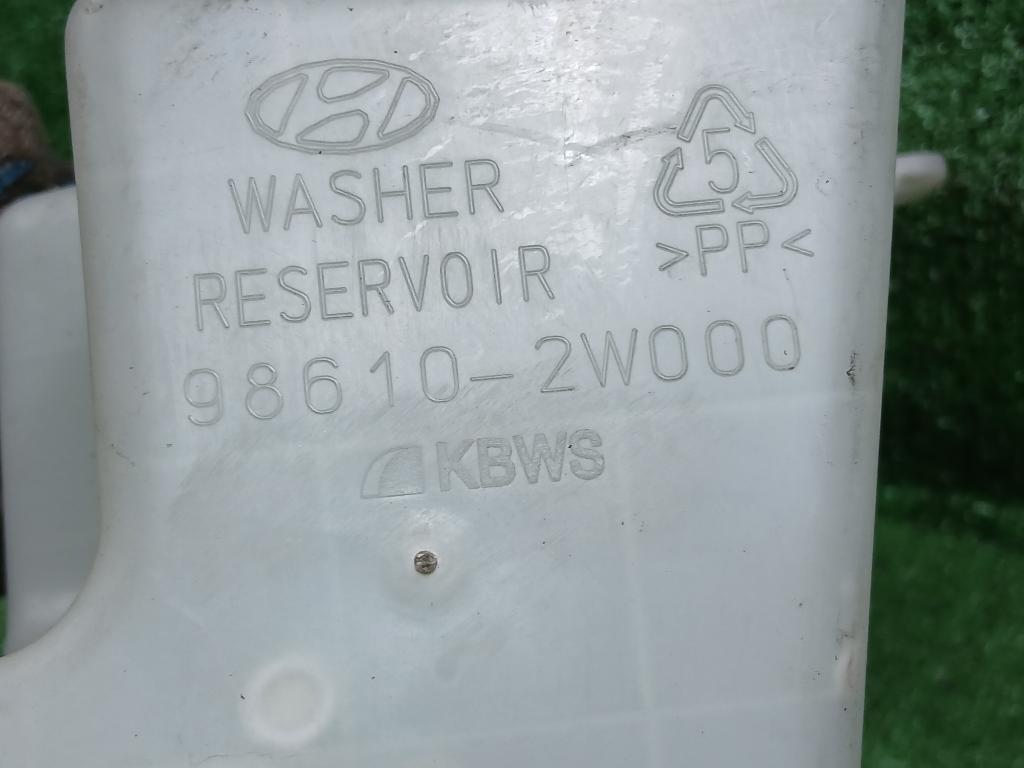 WASHER
RESERVOIR
98610-2W000
KBWS
5
>PP<